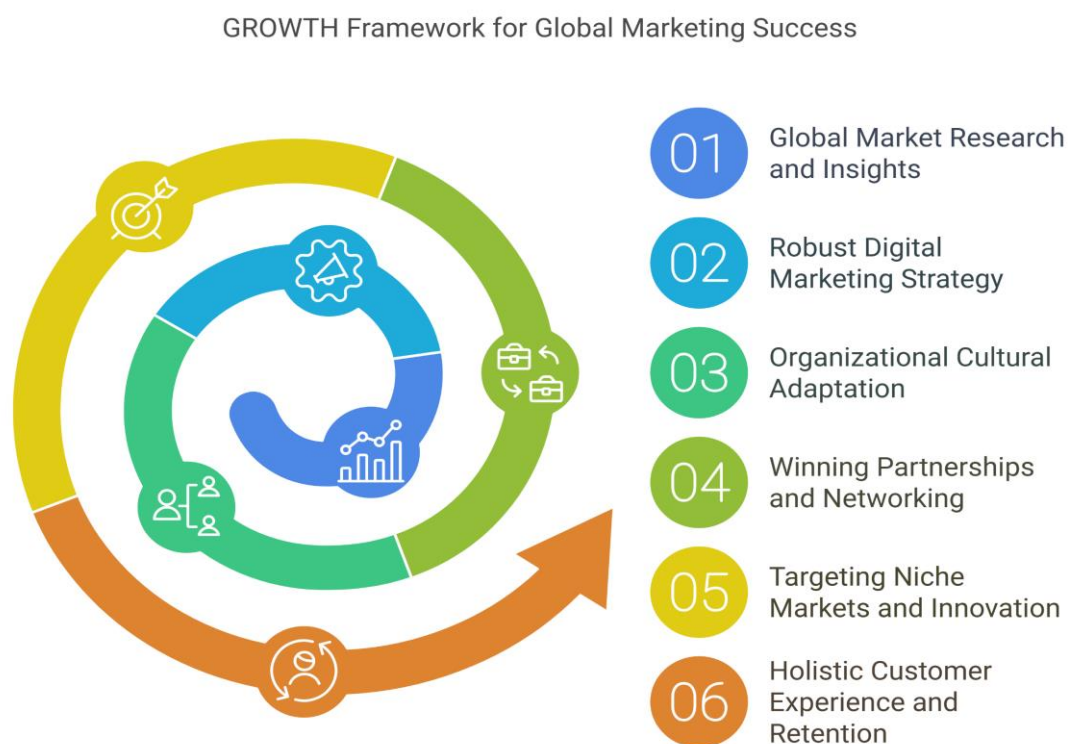 GROWTH Framework for Global Marketing Success
01
Global Market Research
and Insights
02
Robust Digital
Marketing Strategy
03
Organizational Cultural
Adaptation
04
Winning Partnerships
and Networking
05
Targeting Niche
Markets and Innovation
06
Holistic Customer
Experience and
Retention